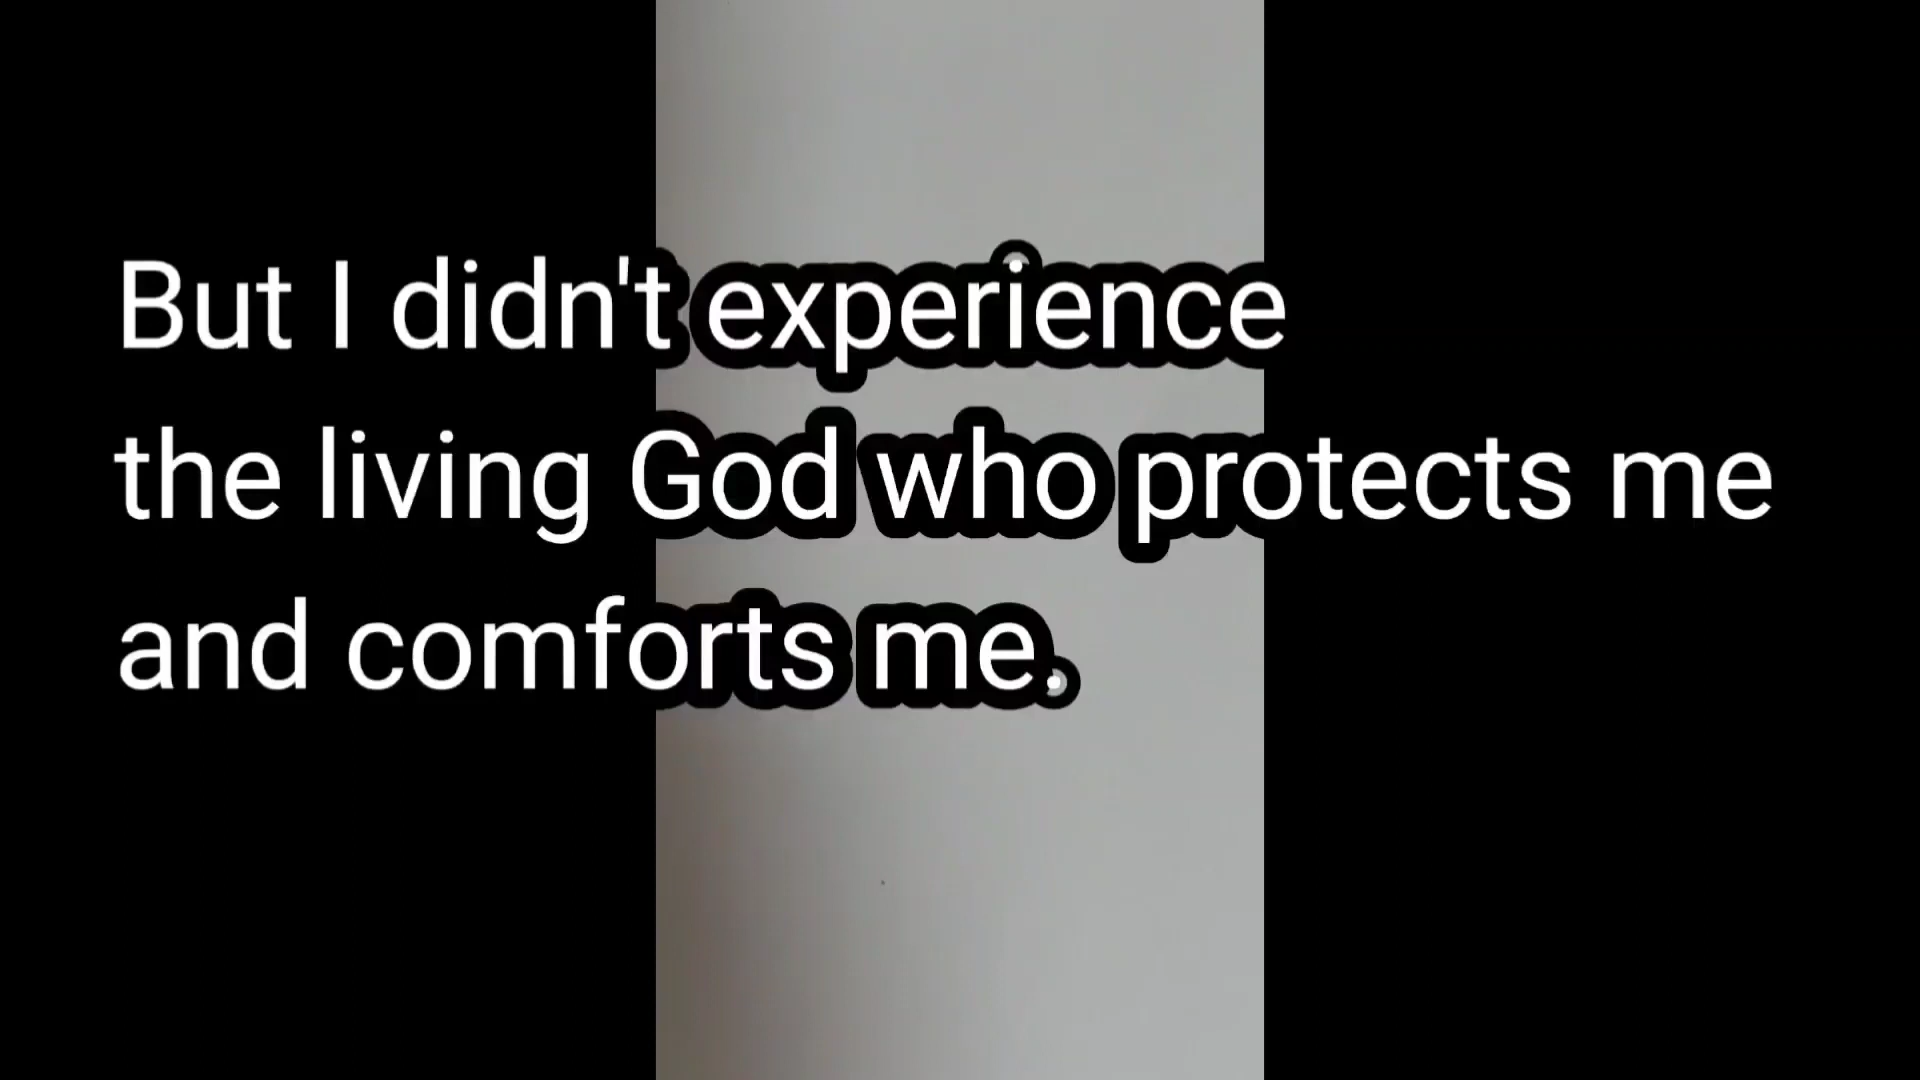 But I didn't experience
the living God who protects me
and comforts me.